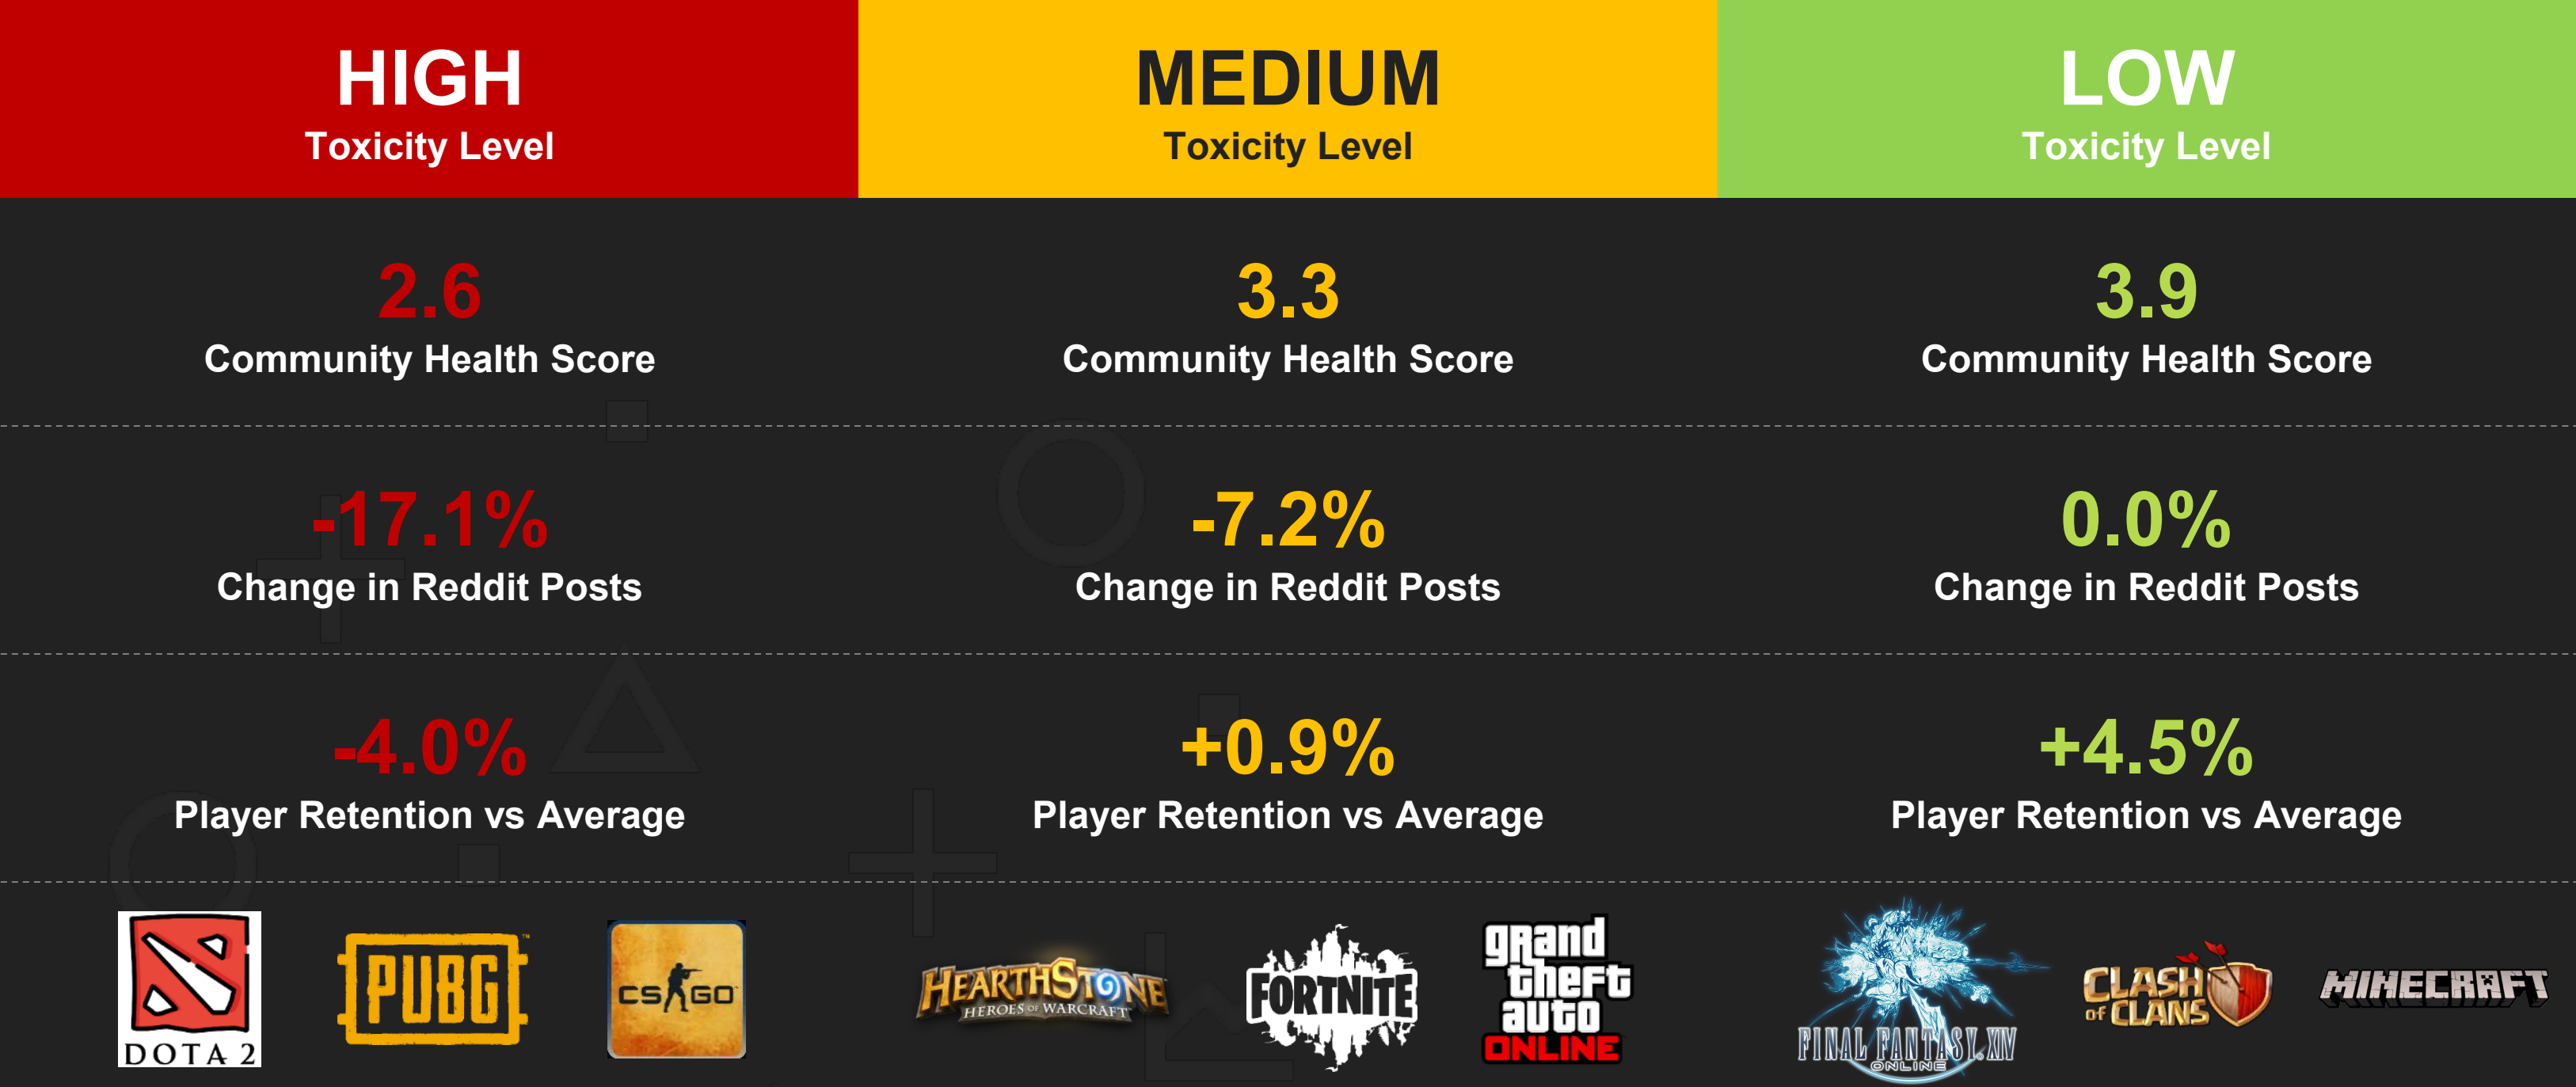 HIGH
Toxicity Level
MEDIUM
Toxicity Level
LOW
Toxicity Level
2.6
Community Health Score
3.3
Community Health Score
3.9
Community Health Score
-17.1%
Change in Reddit Posts
-7.2%
Change in Reddit Posts
0.0%
Change in Reddit Posts
-4.0%
Player Retention vs Average
+0.9%
Player Retention vs Average
+4.5%
Player Retention vs Average
DOTA 2
PUBG™
CS GO
HEARTHSTONE
HEROES OF WARCRAFT
FORTNITE
grand
theft
auto
ONLINE
FINAL FANTASY XIV
ONLINE
CLASH
OF CLANS
MINECRAFT